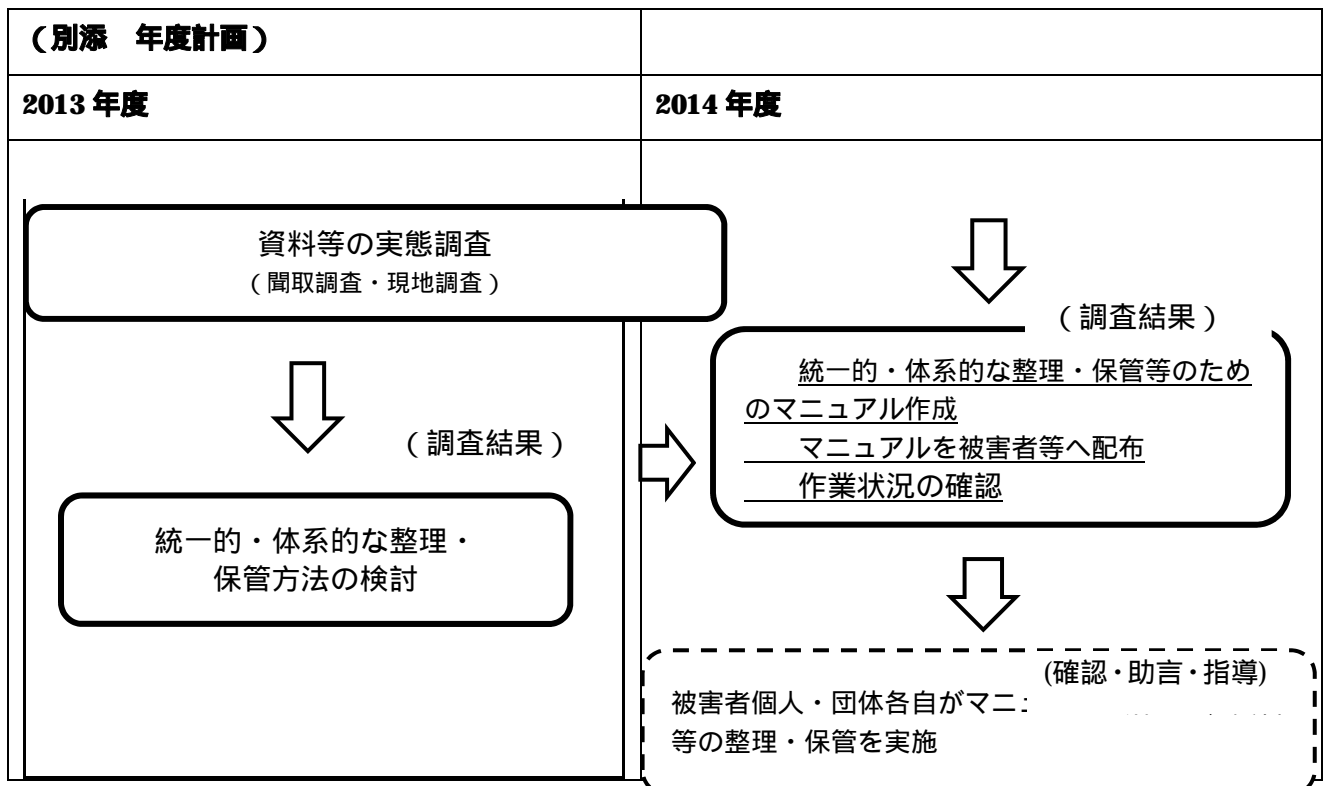 （別添　年度計画）
2013 年度
2014 年度
資料等の実態調査
（聞取調査・現地調査）
（調査結果）
統一的・体系的な整理・
保管方法の検討
（調査結果）
統一的・体系的な整理・保管等のため
のマニュアル作成
マニュアルを被害者等へ配布
作業状況の確認
(確認・助言・指導)
被害者個人・団体各自がマニ
等の整理・保管を実施